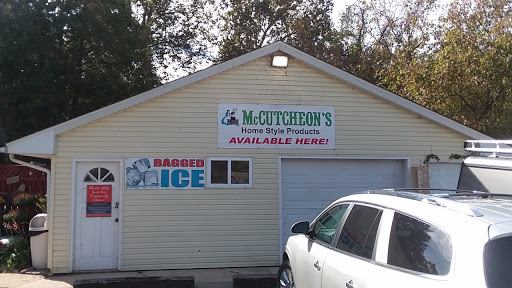 McCUTCHEON'S
Home Style Products
AVAILABLE HERE!
BAGGED
ICE